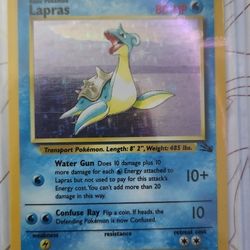 Basic Pokémon
Lapras
80 HP
Transport Pokémon. Length: 8' 2", Weight: 485 lbs.
Water Gun Does 10 damage plus 10
more damage for each Energy attached to
Lapras but not used to pay for this attack's
Energy cost. You can't add more than 20
damage in this way.
10+
Confuse Ray Flip a coin. If heads, the
Defending Pokémon is now Confused.
10
weakness
resistance
retreat cost